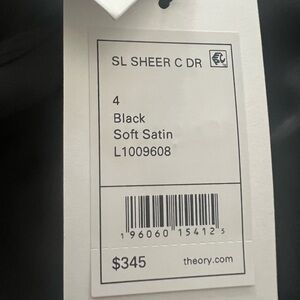 SL SHEER C DR
4
Black
Soft Satin
L1009608
1 96060 15412 5
$345 theory.com